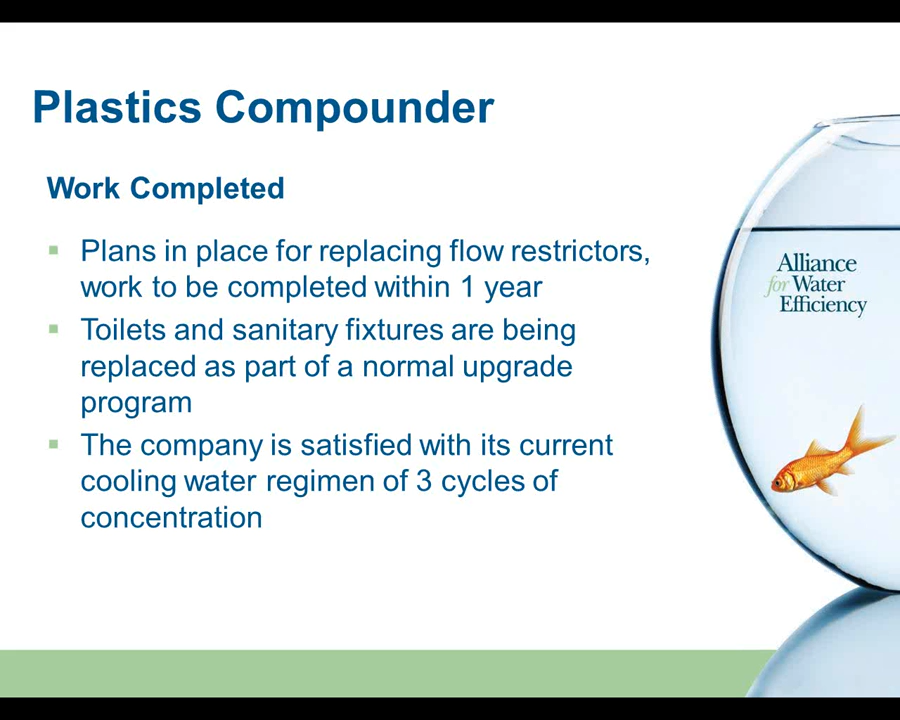 Plastics Compounder
Work Completed
Plans in place for replacing flow restrictors,
work to be completed within 1 year
Toilets and sanitary fixtures are being
replaced as part of a normal upgrade
program
The company is satisfied with its current
cooling water regimen of 3 cycles of
concentration
Alliance
for Water
Efficiency